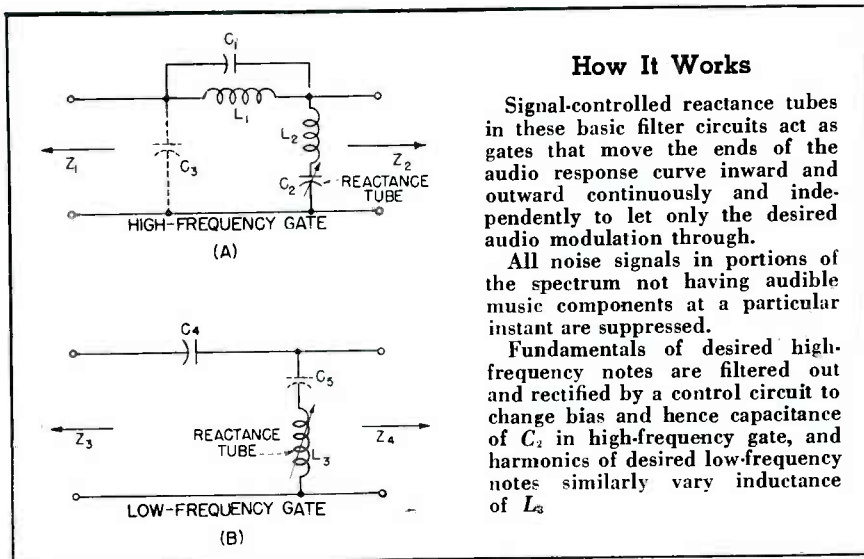 C₁
L₁
L₂
Z₁
C₃
Z₂
C₂
REACTANCE
TUBE
HIGH-FREQUENCY GATE
(A)
C4
C₅
Z₃
REACTANCE
TUBE
L₃
Z₄
LOW-FREQUENCY GATE
(B)
How It Works
Signal-controlled reactance tubes
in these basic filter circuits act as
gates that move the ends of the
audio response curve inward and
outward continuously and inde-
pendently to let only the desired
audio modulation through.
All noise signals in portions of
the spectrum not having audible
music components at a particular
instant are suppressed.
Fundamentals of desired high-
frequency notes are filtered out
and rectified by a control circuit to
change bias and hence capacitance
of C₂ in high-frequency gate, and
harmonics of desired low-frequency
notes similarly vary inductance
of L₃